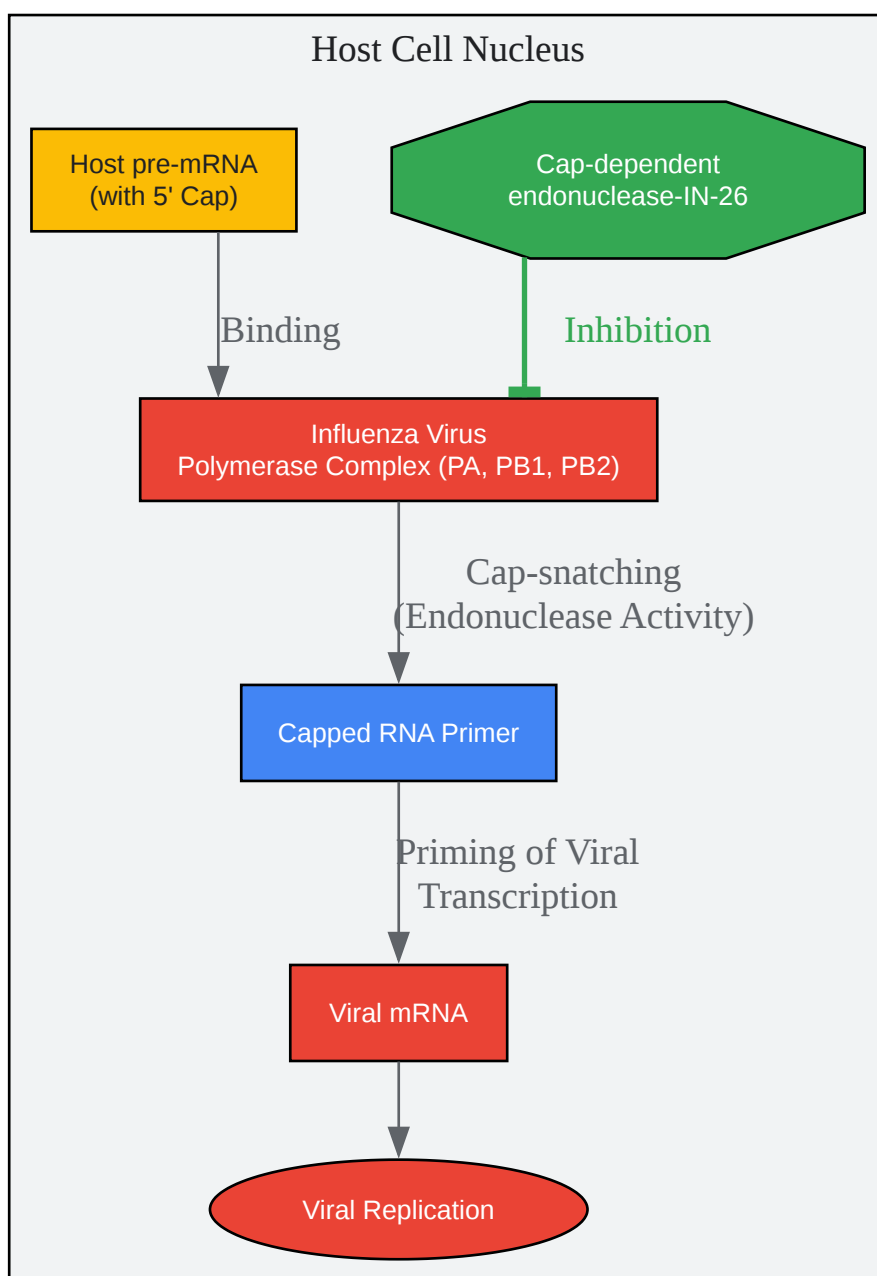 Host Cell Nucleus
Host pre-mRNA
(with 5' Cap)
Cap-dependent
endonuclease-IN-26
Binding
Inhibition
Influenza Virus
Polymerase Complex (PA, PB1, PB2)
Cap-snatching
(Endonuclease Activity)
Capped RNA Primer
Priming of Viral
Transcription
Viral mRNA
Viral Replication